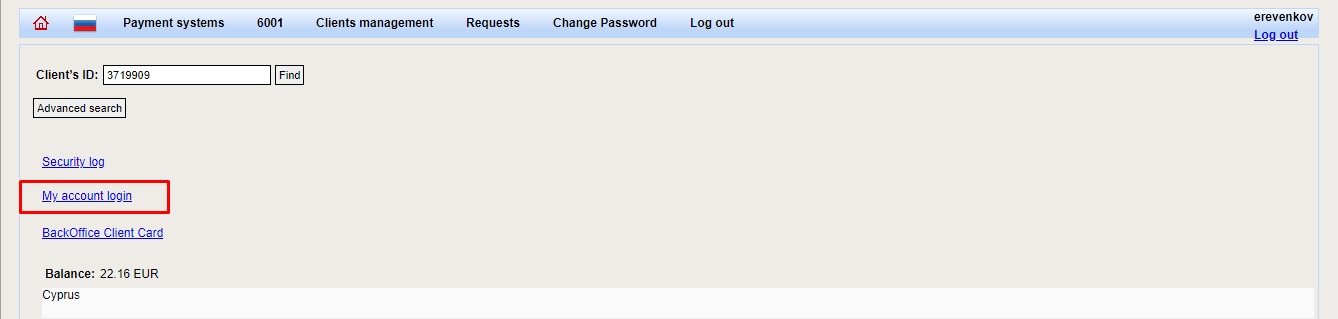 Payment systems 6001 Clients management Requests Change Password Log out erevenkov
Log out
Client's ID: 3719909 Find
Advanced search
Security log
My account login
BackOffice Client Card
Balance: 22.16 EUR
Cyprus